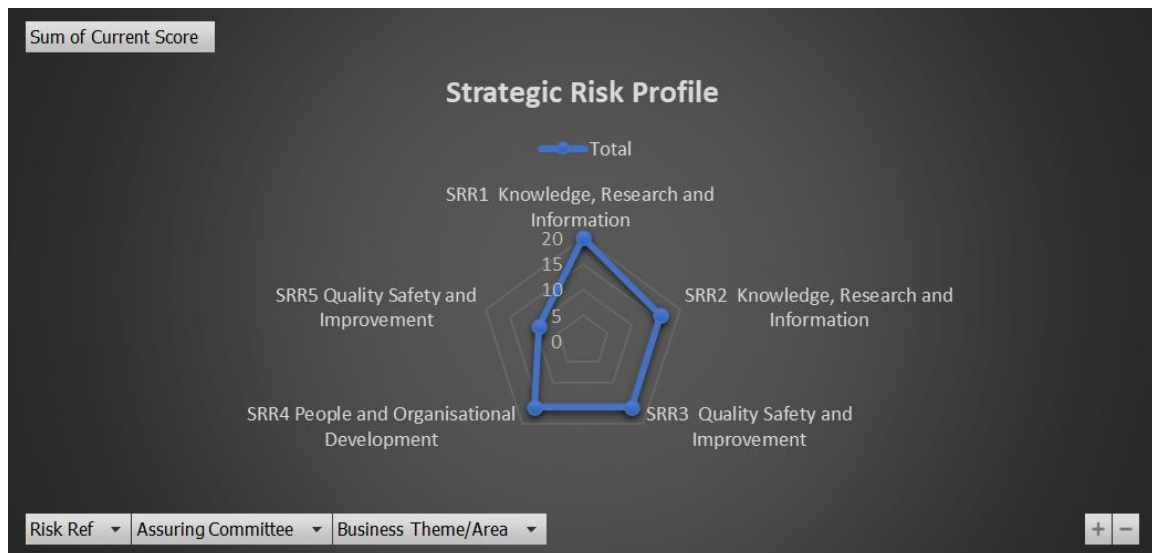 Sum of Current Score
Strategic Risk Profile
Total
SRR1 Knowledge, Research and
Information
20
15
10
5
0
SRR5 Quality Safety and
Improvement
SRR2 Knowledge, Research and
Information
SRR4 People and Organisational
Development
SRR3 Quality Safety and
Improvement
Risk Ref
Assuring Committee
Business Theme/Area
+ −